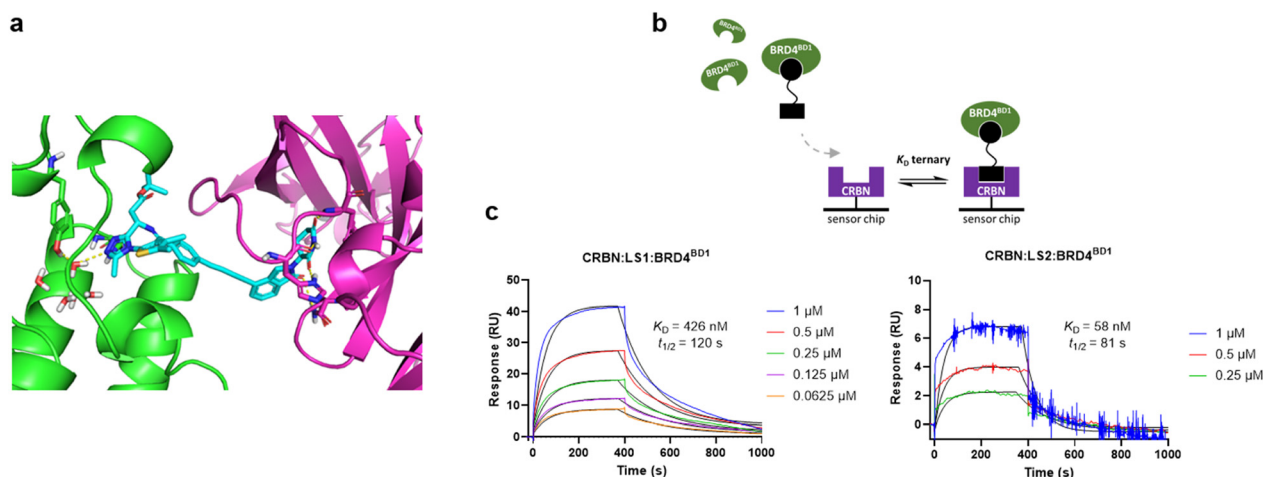 a
b
BRD4BD1
BRD4BD1
BRD4BD1
BRD4BD1
KD ternary
CRBN
CRBN
sensor chip
sensor chip
c
CRBN:LS1:BRD4BD1
50
40
30
20
10
0
Response (RU)
0 200 400 600 800 1000
Time (s)
KD = 426 nM
t1/2 = 120 s
1 µM
0.5 µM
0.25 µM
0.125 µM
0.0625 µM
CRBN:LS2:BRD4BD1
8
6
4
2
0
Response (RU)
0 200 400 600 800 1000
Time (s)
KD = 58 nM
t1/2 = 81 s
1 µM
0.5 µM
0.25 µM